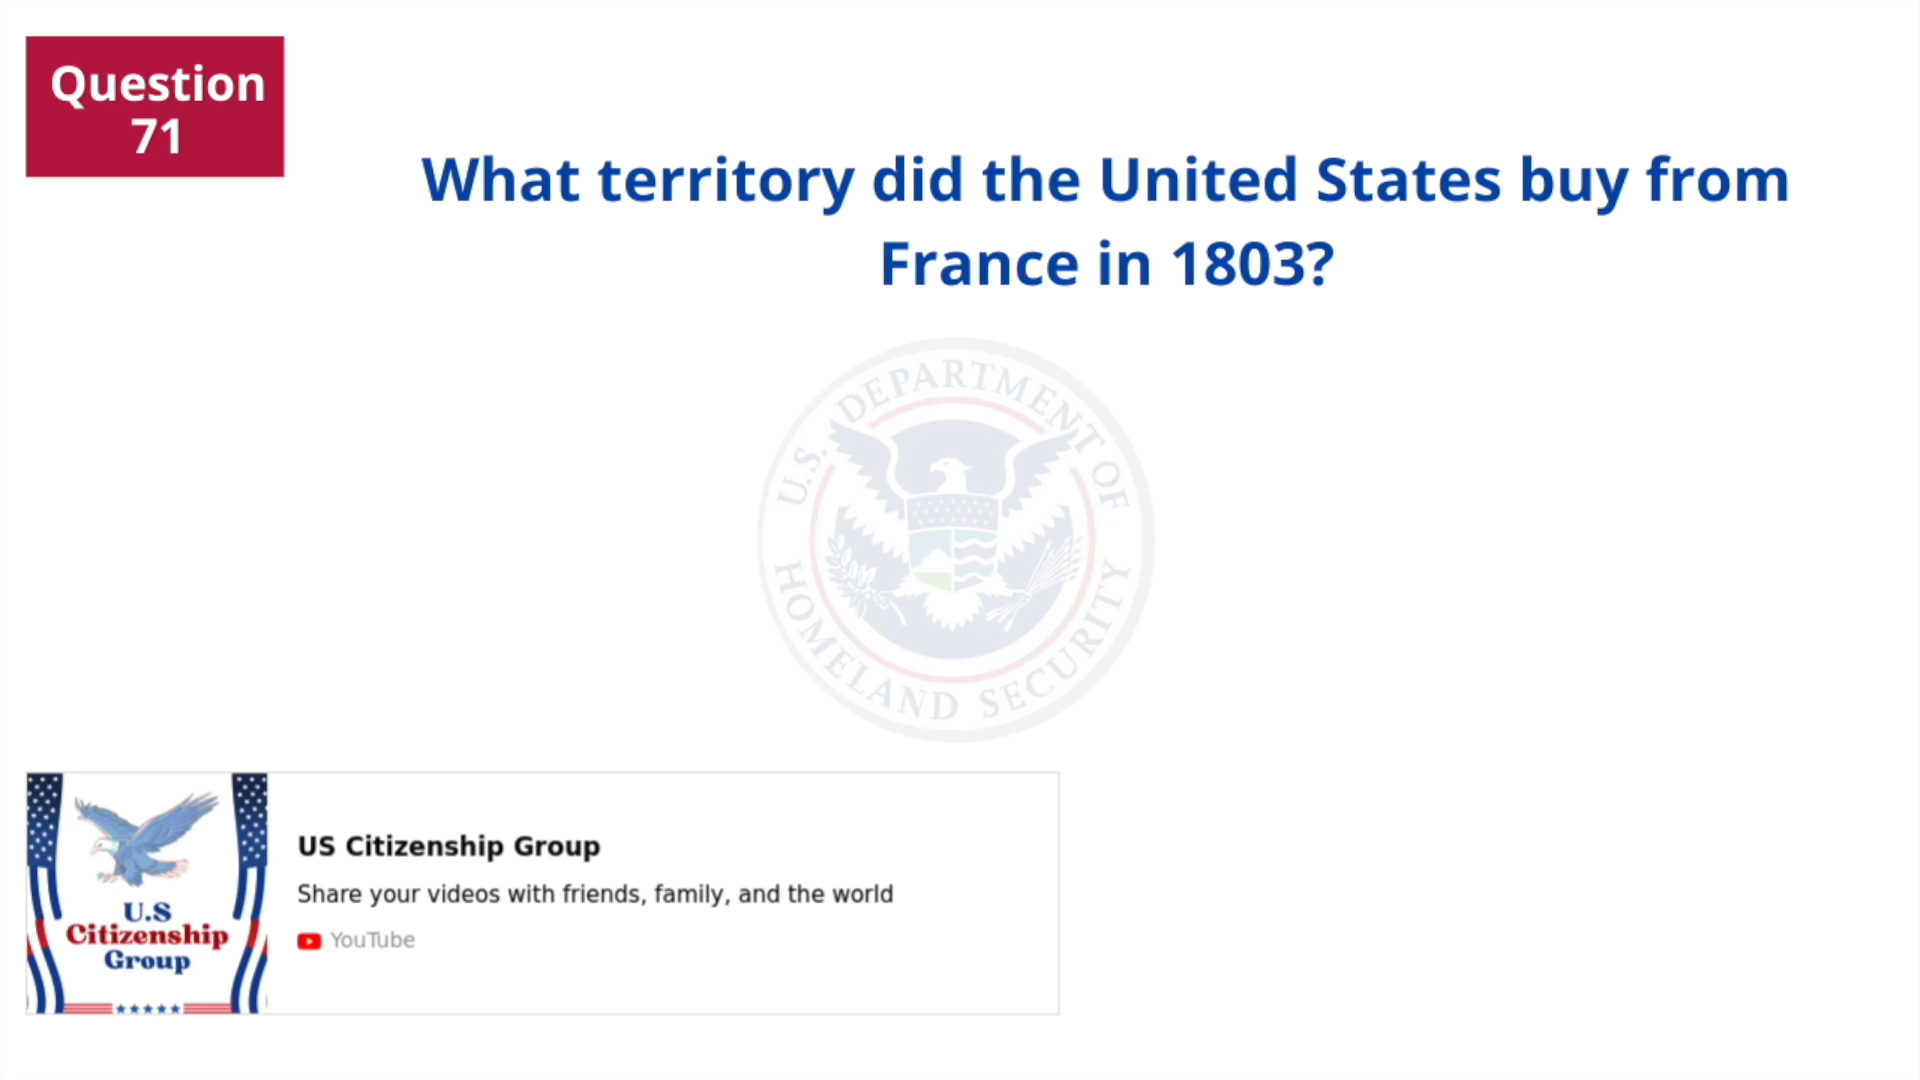 Question
71
What territory did the United States buy from
France in 1803?
U.S. DEPARTMENT OF
HOMELAND SECURITY
US Citizenship Group
Share your videos with friends, family, and the world
YouTube
U.S
Citizenship
Group